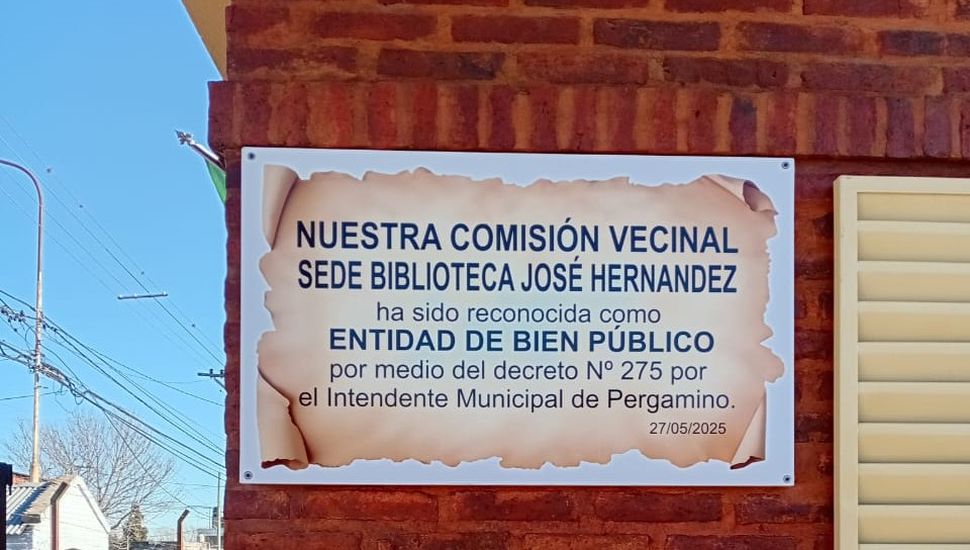 NUESTRA COMISIÓN VECINAL
SEDE BIBLIOTECA JOSÉ HERNANDEZ
ha sido reconocida como
ENTIDAD DE BIEN PÚBLICO
por medio del decreto Nº 275 por
el Intendente Municipal de Pergamino.
27/05/2025